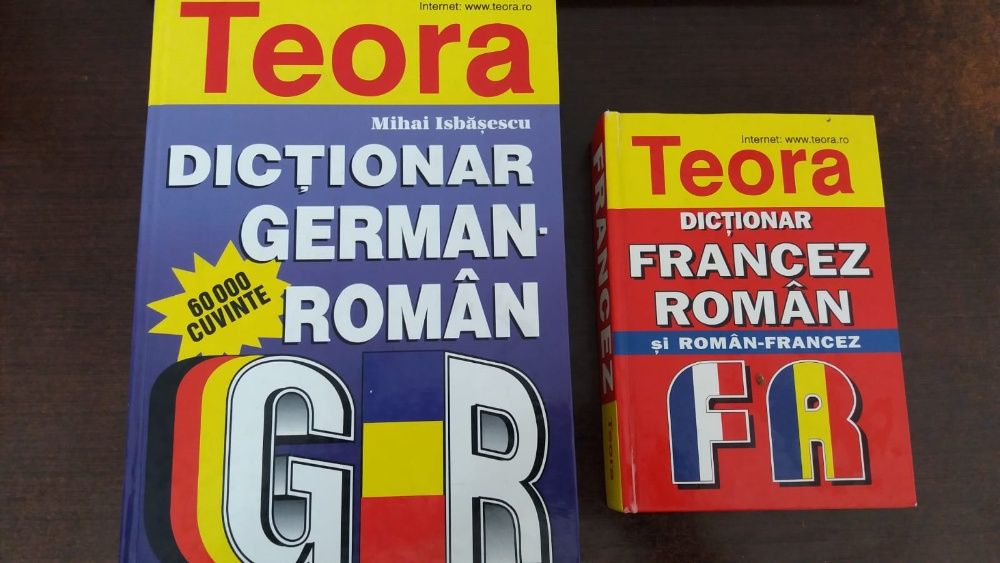 Internet: www.teora.ro
Teora
Mihai Isbășescu
DICȚIONAR
GERMAN-
ROMÂN
60 000
CUVINTE
G R
FRANCEZ
Teora
Internet: www.teora.ro
Teora
DICȚIONAR
FRANCEZ
ROMÂN
și ROMÂN-FRANCEZ
FR